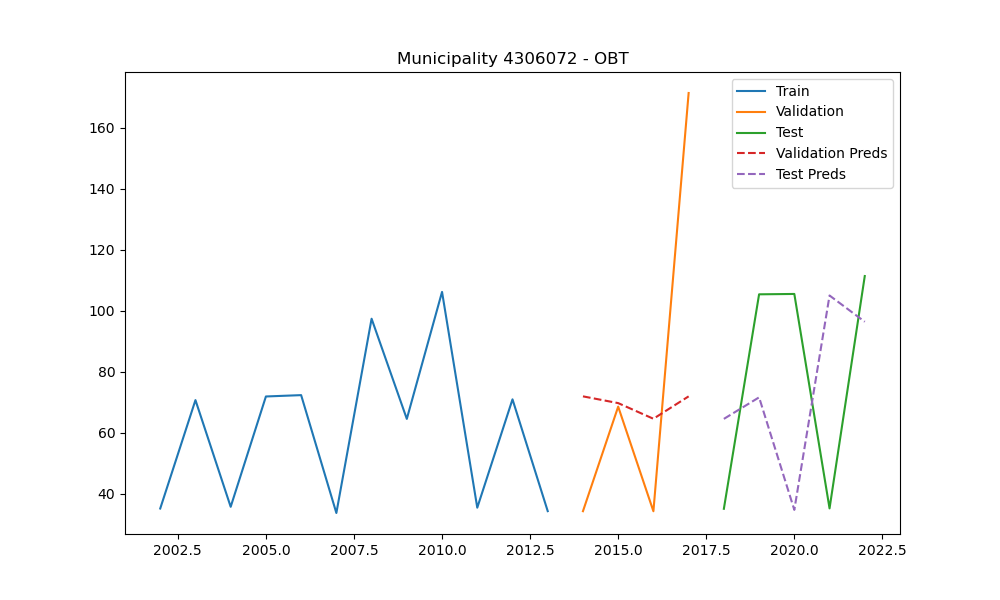 Municipality 4306072 - OBT
Train
Validation
Test
Validation Preds
Test Preds
160
140
120
100
80
60
40
2002.5 2005.0 2007.5 2010.0 2012.5 2015.0 2017.5 2020.0 2022.5